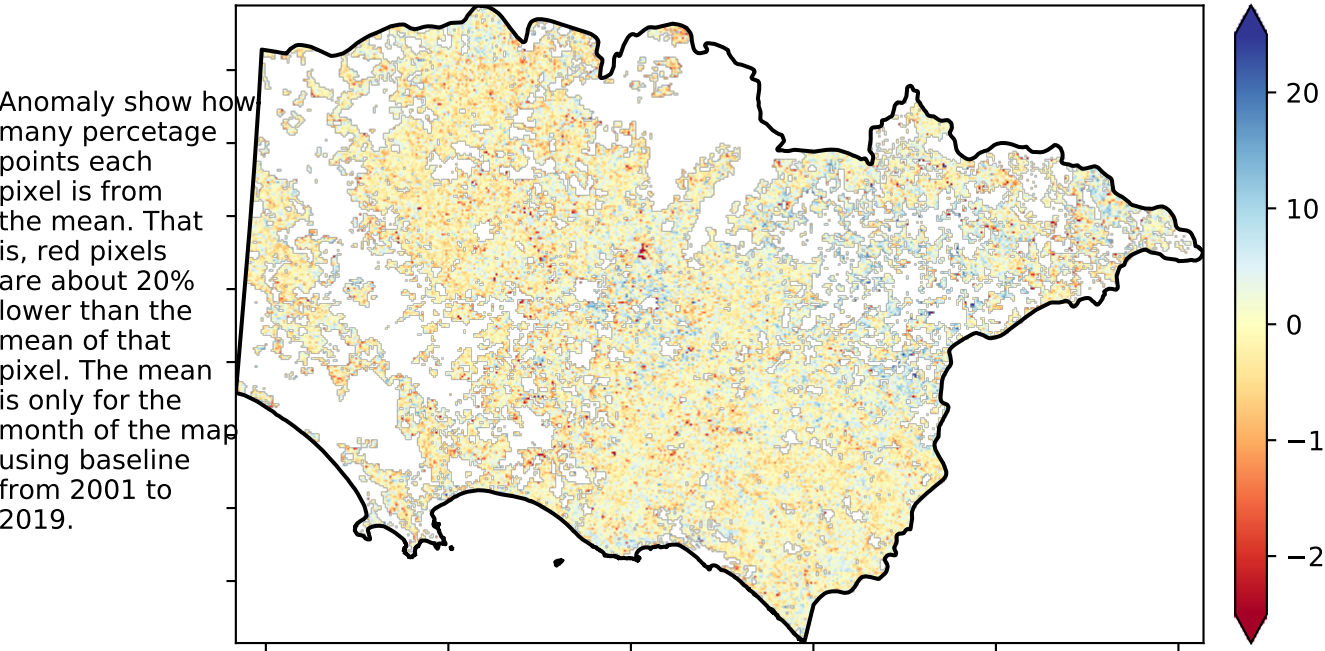 Anomaly show how
many percetage
points each
pixel is from
the mean. That
is, red pixels
are about 20%
lower than the
mean of that
pixel. The mean
is only for the
month of the map
using baseline
from 2001 to
2019.
20
10
0
−1
−2